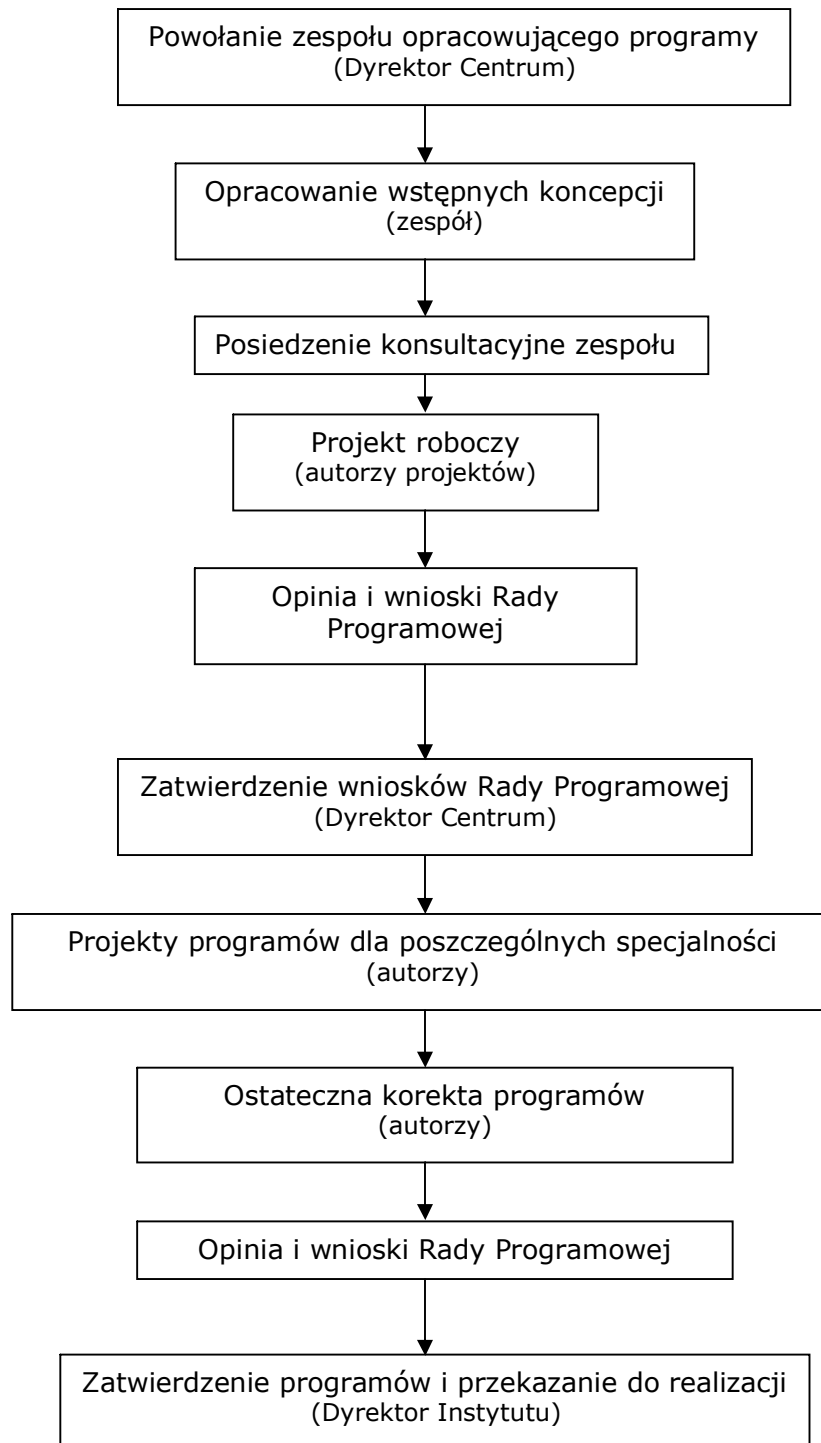 Powołanie zespołu opracowującego programy
(Dyrektor Centrum)
Opracowanie wstępnych koncepcji
(zespół)
Posiedzenie konsultacyjne zespołu
Projekt roboczy
(autorzy projektów)
Opinia i wnioski Rady
Programowej
Zatwierdzenie wniosków Rady Programowej
(Dyrektor Centrum)
Projekty programów dla poszczególnych specjalności
(autorzy)
Ostateczna korekta programów
(autorzy)
Opinia i wnioski Rady Programowej
Zatwierdzenie programów i przekazanie do realizacji
(Dyrektor Instytutu)